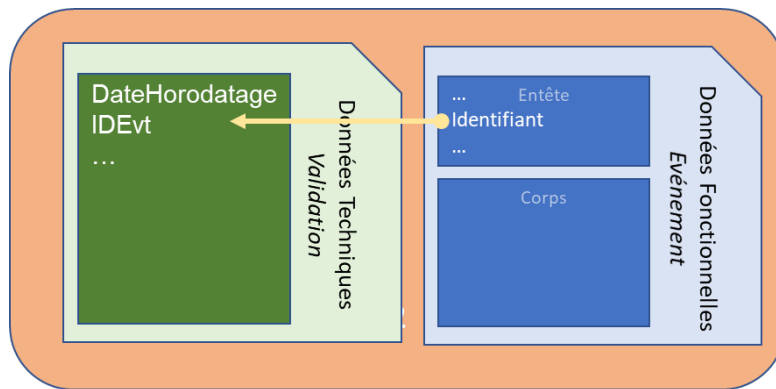 DateHorodatage
IDEvt
...
Données Techniques
Validation
...
Entête
Identifiant
...
Corps
Données Fonctionnelles
Evénement